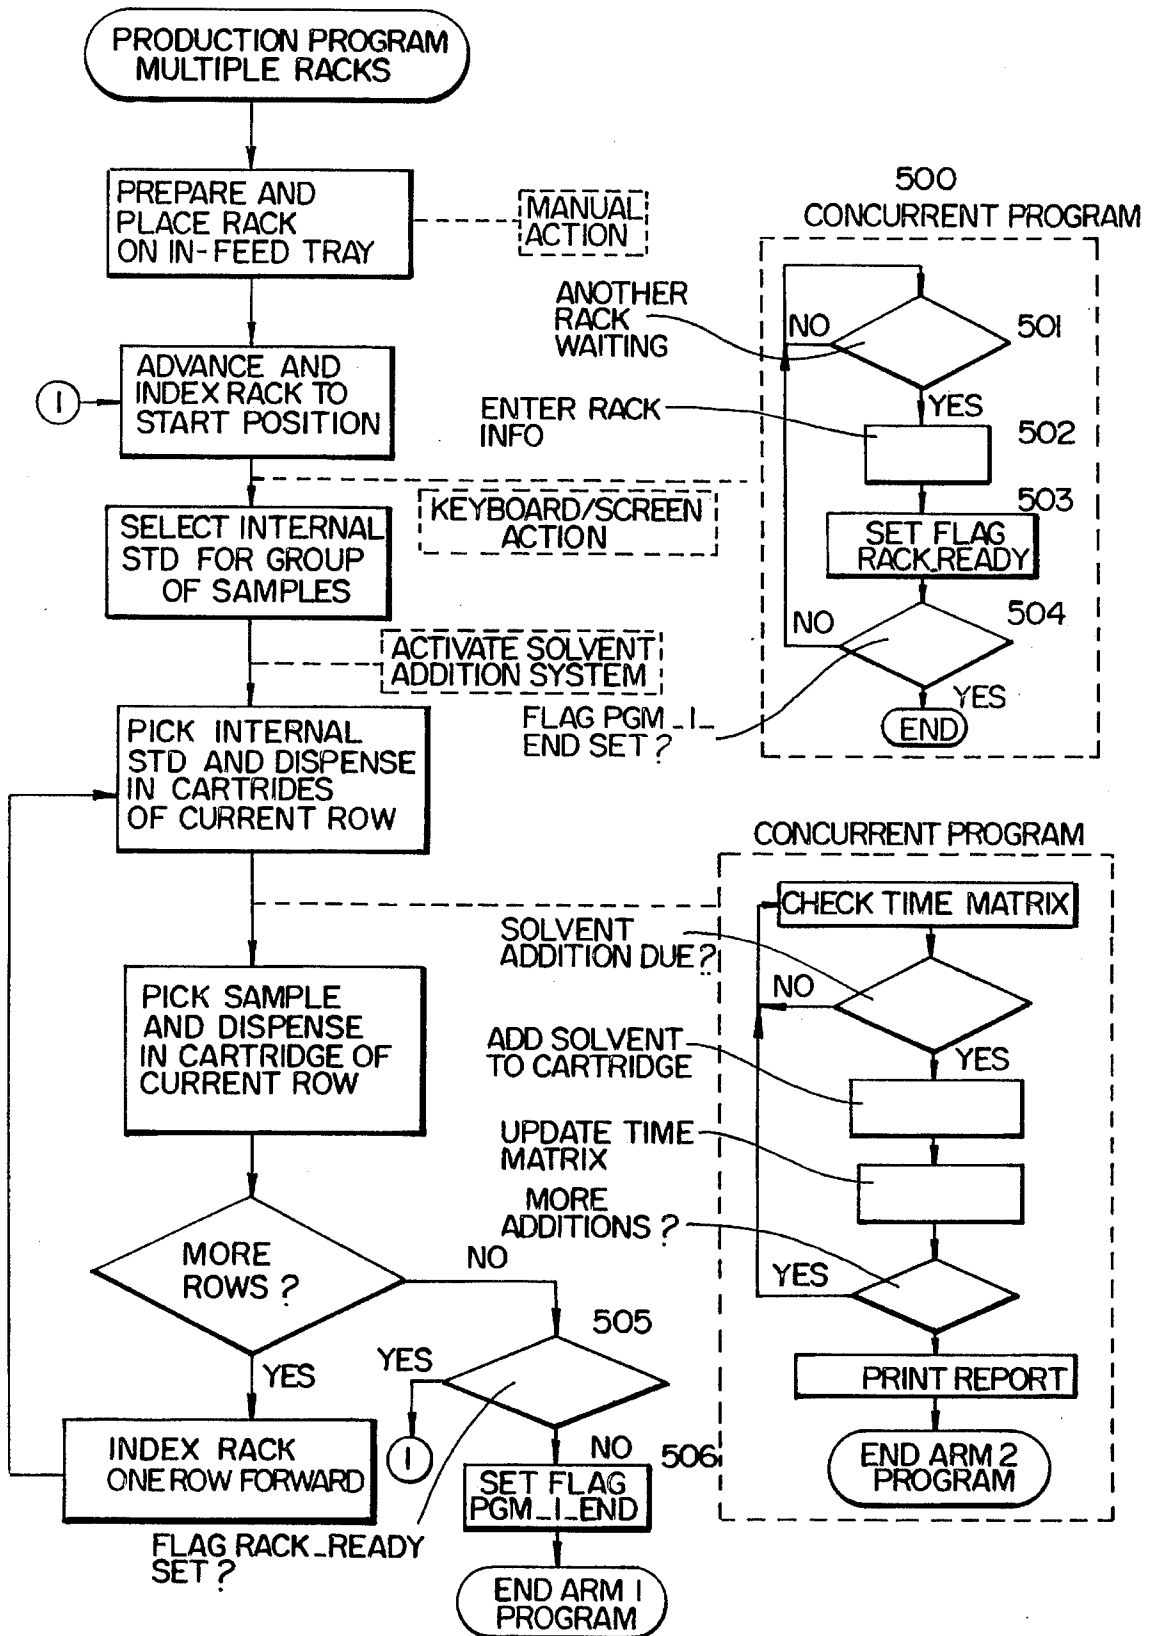 PRODUCTION PROGRAM
MULTIPLE RACKS
PREPARE AND
PLACE RACK
ON IN-FEED TRAY
MANUAL
ACTION
1
ADVANCE AND
INDEX RACK TO
START POSITION
KEYBOARD/SCREEN
ACTION
SELECT INTERNAL
STD FOR GROUP
OF SAMPLES
ACTIVATE SOLVENT
ADDITION SYSTEM
PICK INTERNAL
STD AND DISPENSE
IN CARTRIDES
OF CURRENT ROW
PICK SAMPLE
AND DISPENSE
IN CARTRIDGE OF
CURRENT ROW
MORE
ROWS ?
NO
YES
INDEX RACK
ONE ROW FORWARD
505
YES
1
NO
FLAG RACK_READY
SET ?
506
SET FLAG
PGM_1_END
END ARM 1
PROGRAM
500
CONCURRENT PROGRAM
ANOTHER
RACK
WAITING
NO
501
YES
ENTER RACK
INFO
502
503
SET FLAG
RACK_READY
504
NO
YES
FLAG PGM_1_
END SET ?
END
CONCURRENT PROGRAM
CHECK TIME MATRIX
SOLVENT
ADDITION DUE ?
NO
YES
ADD SOLVENT
TO CARTRIDGE
UPDATE TIME
MATRIX
MORE
ADDITIONS ?
YES
PRINT REPORT
END ARM 2
PROGRAM